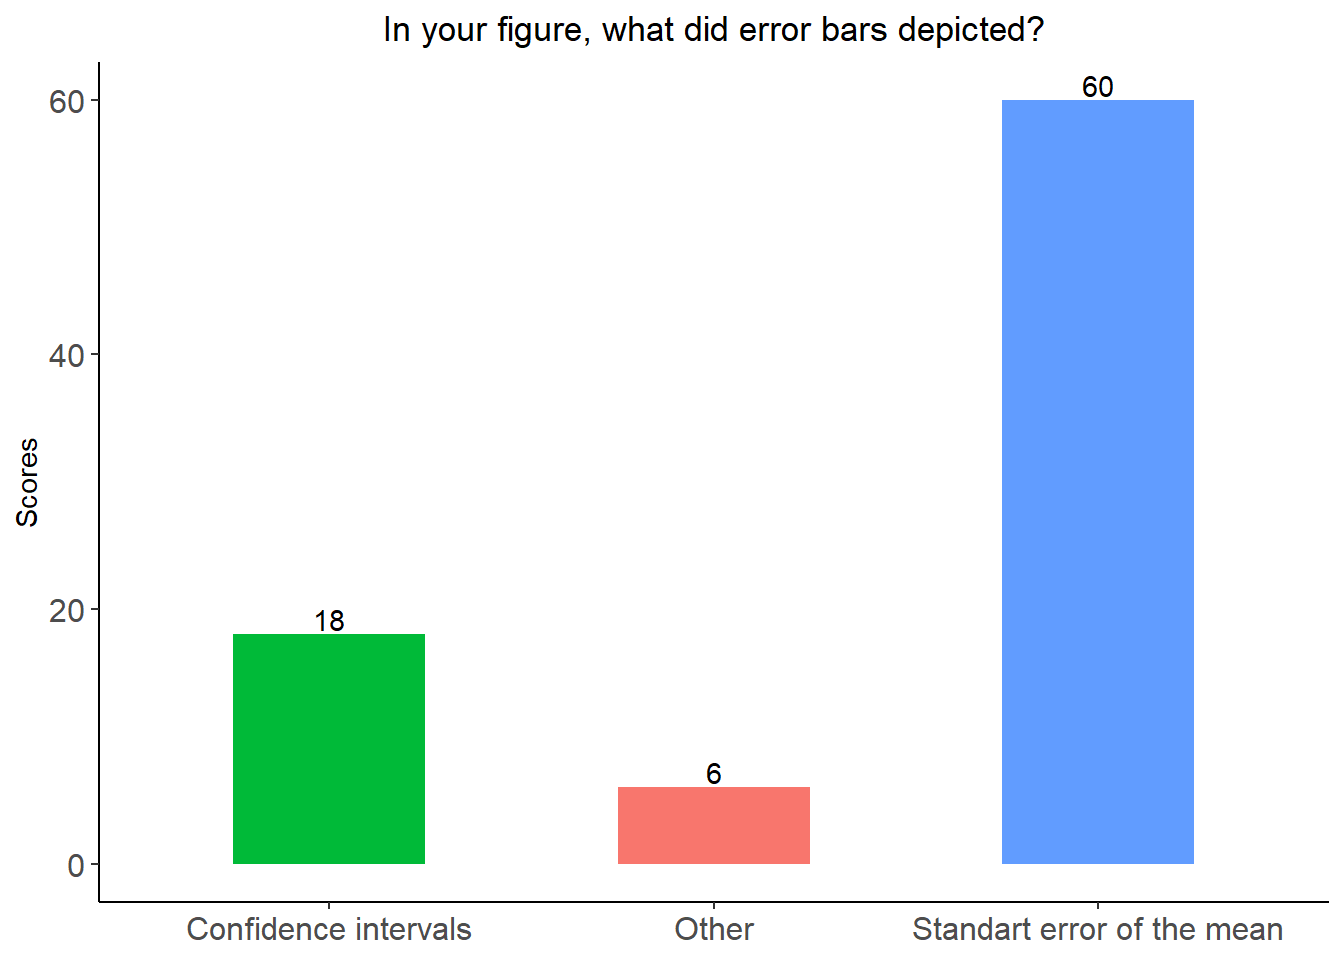 In your figure, what did error bars depicted?
60
60
40
Scores
20
18
6
0
Confidence intervals
Other
Standart error of the mean